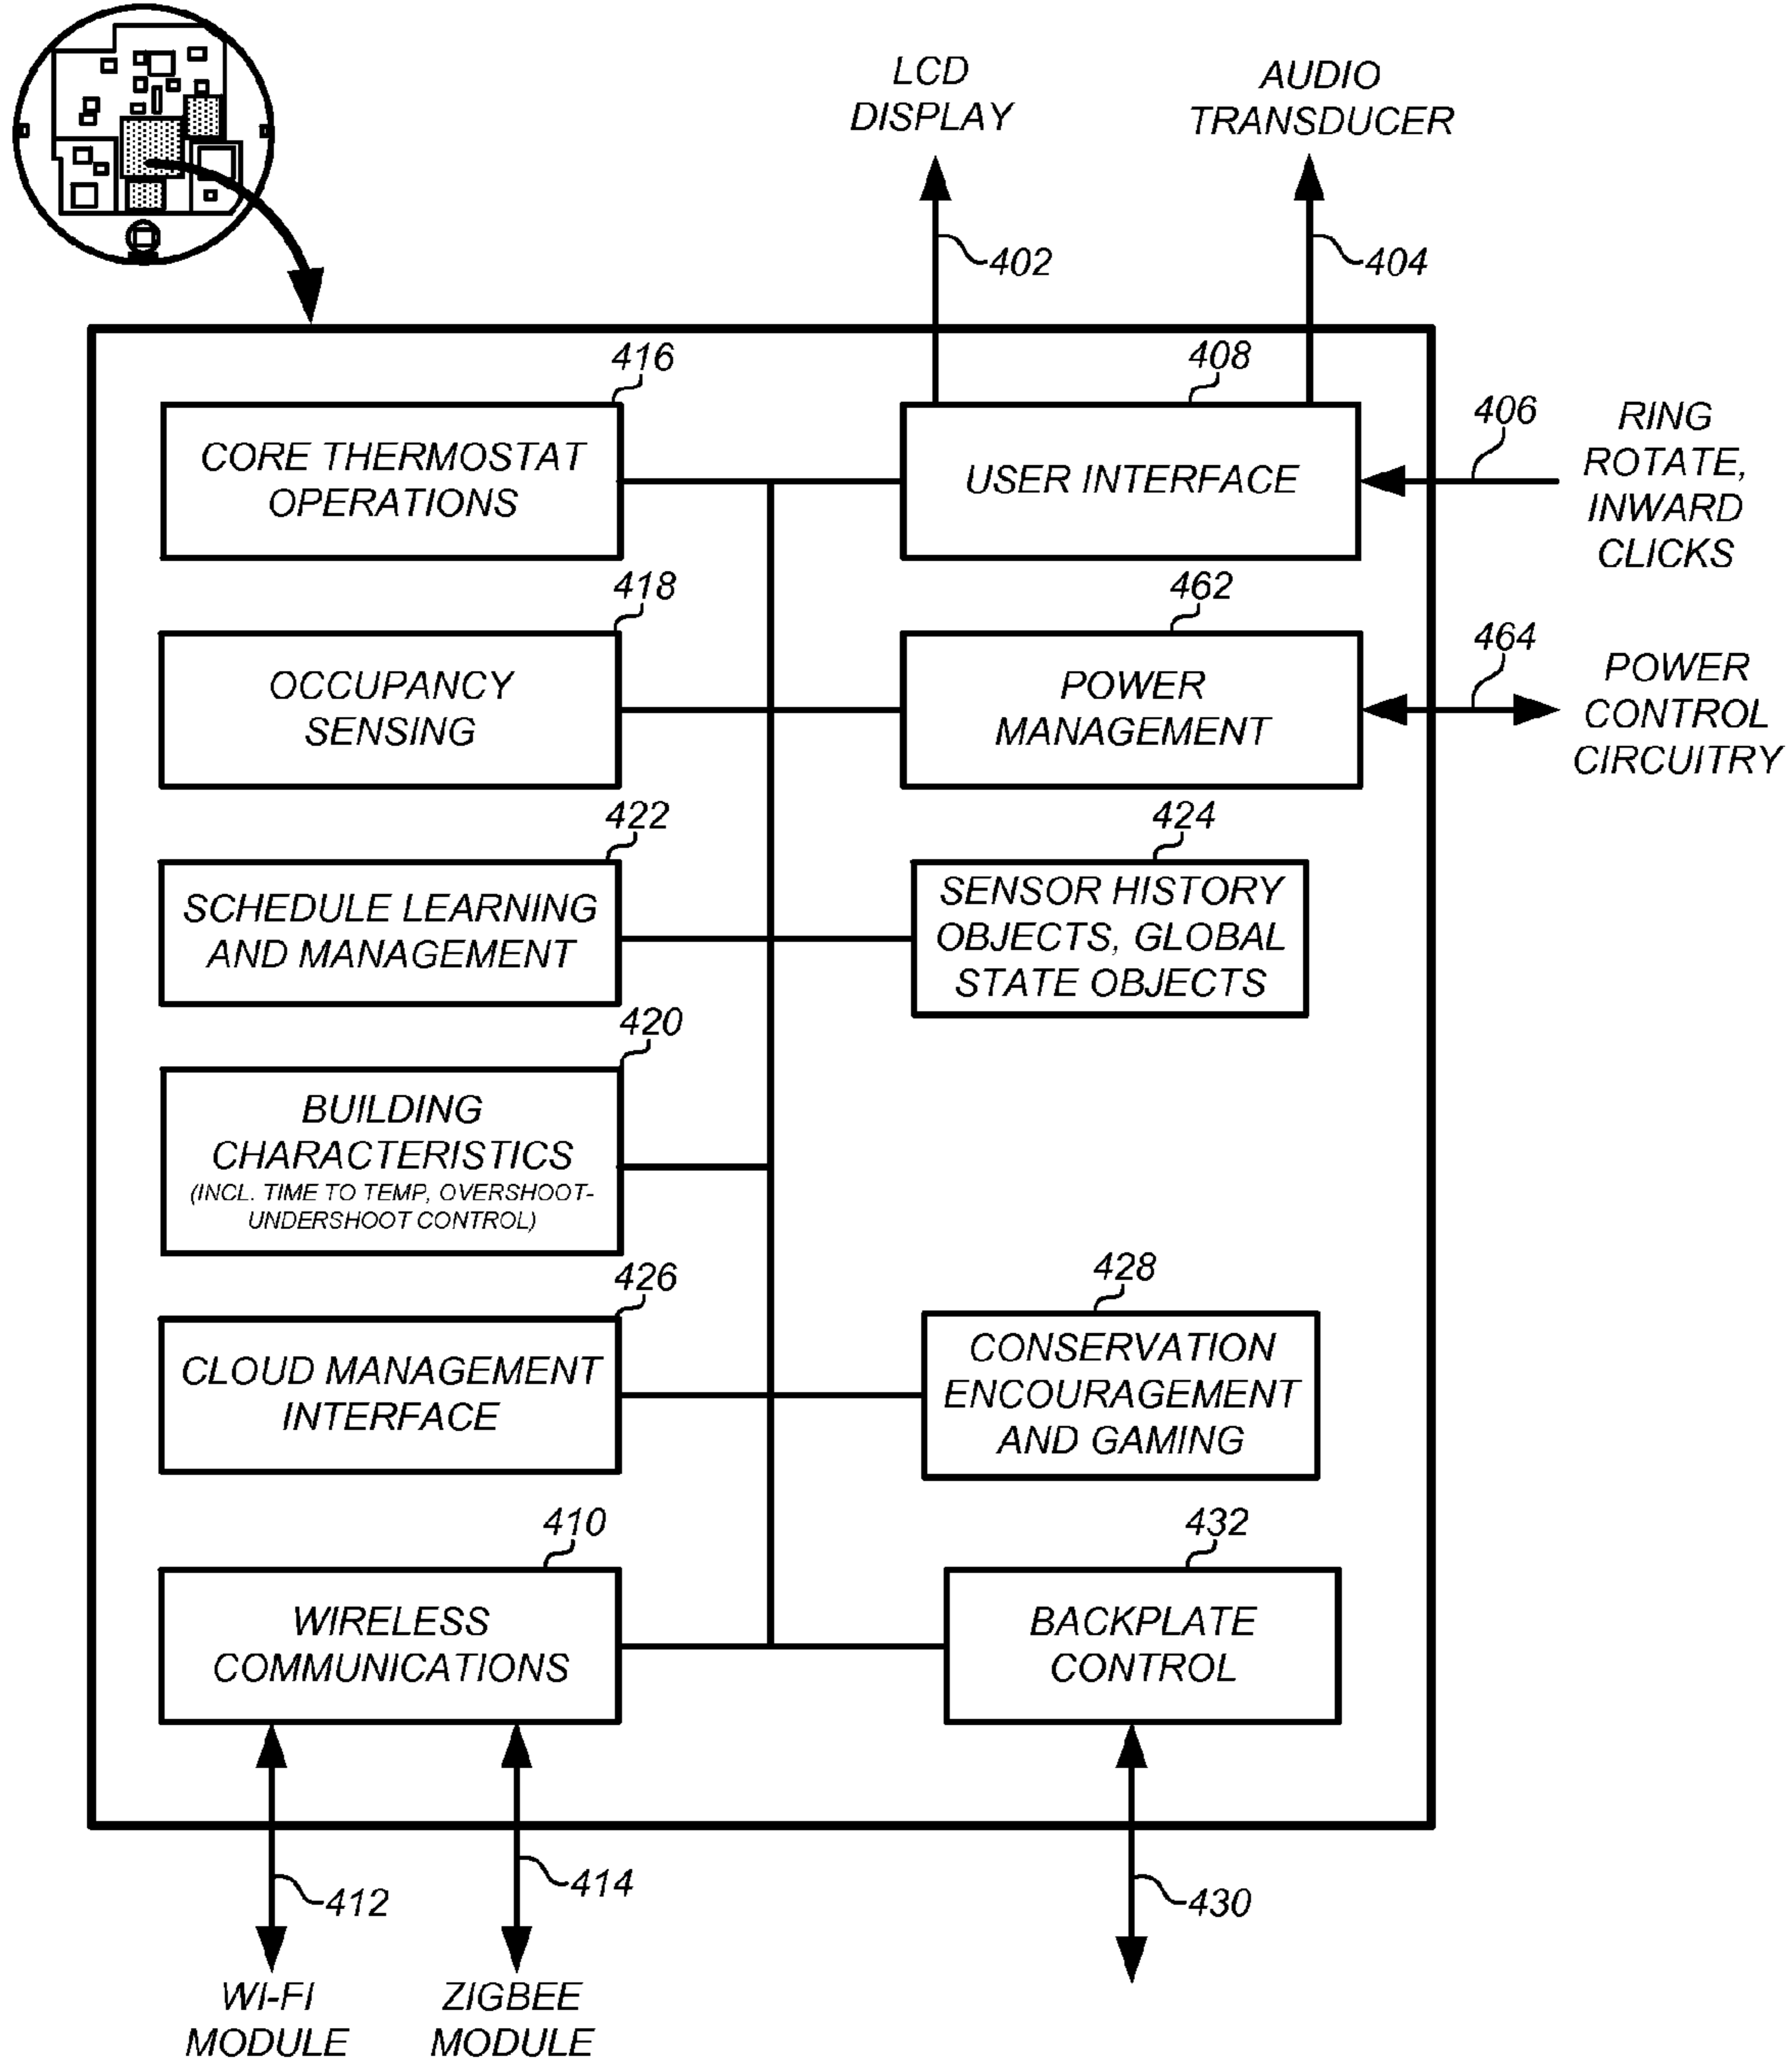 LCD
DISPLAY
AUDIO
TRANSDUCER
402
404
416
408
406
CORE THERMOSTAT
OPERATIONS
USER INTERFACE
RING
ROTATE,
INWARD
CLICKS
418
462
464
OCCUPANCY
SENSING
POWER
MANAGEMENT
POWER
CONTROL
CIRCUITRY
422
424
SCHEDULE LEARNING
AND MANAGEMENT
SENSOR HISTORY
OBJECTS, GLOBAL
STATE OBJECTS
420
BUILDING
CHARACTERISTICS
(INCL. TIME TO TEMP, OVERSHOOT-
UNDERSHOOT CONTROL)
426
428
CLOUD MANAGEMENT
INTERFACE
CONSERVATION
ENCOURAGEMENT
AND GAMING
410
432
WIRELESS
COMMUNICATIONS
BACKPLATE
CONTROL
412
414
430
WI-FI
MODULE
ZIGBEE
MODULE